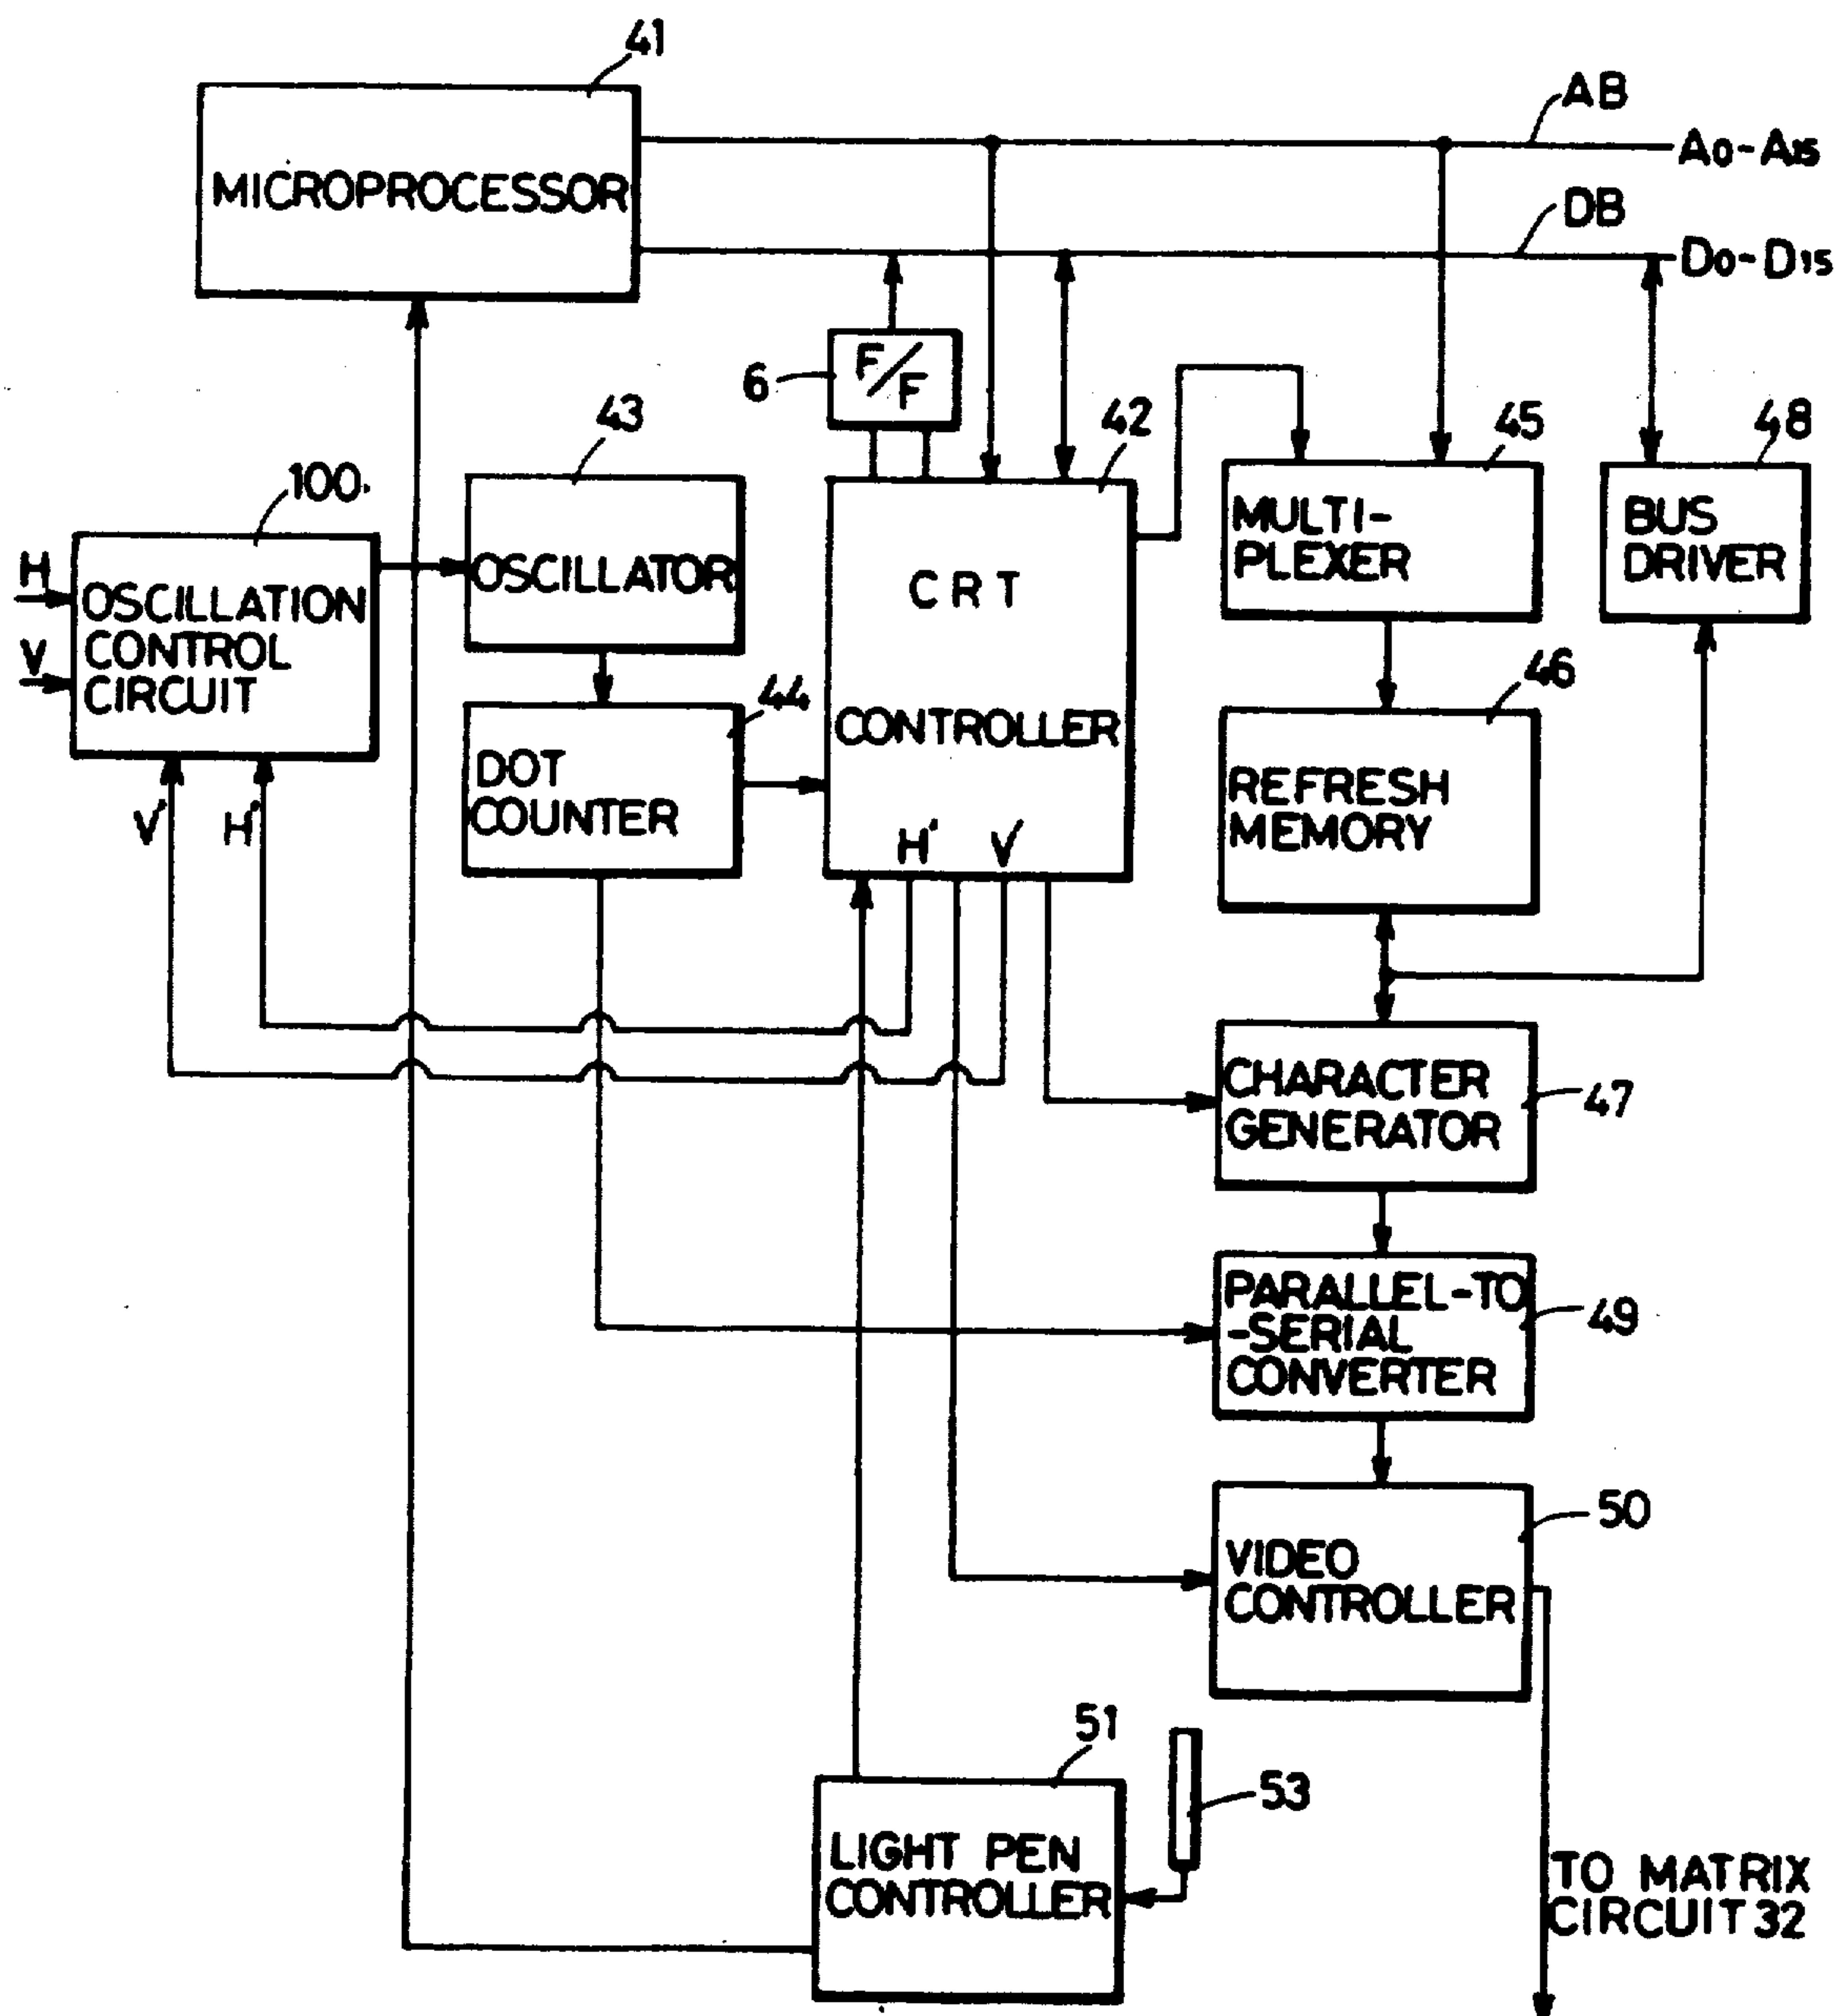 41
AB
A0-A15
MICROPROCESSOR
DB
D0-D15
F/F
6
43
42
45
48
100.
H
OSCILLATION
CONTROL
CIRCUIT
V
OSCILLATOR
CRT
CONTROLLER
MULTI-
PLEXER
BUS
DRIVER
44
46
DOT
COUNTER
REFRESH
MEMORY
V'
H'
H'
V'
CHARACTER
GENERATOR
47
PARALLEL-TO
-SERIAL
CONVERTER
49
50
VIDEO
CONTROLLER
51
53
LIGHT PEN
CONTROLLER
TO MATRIX
CIRCUIT 32